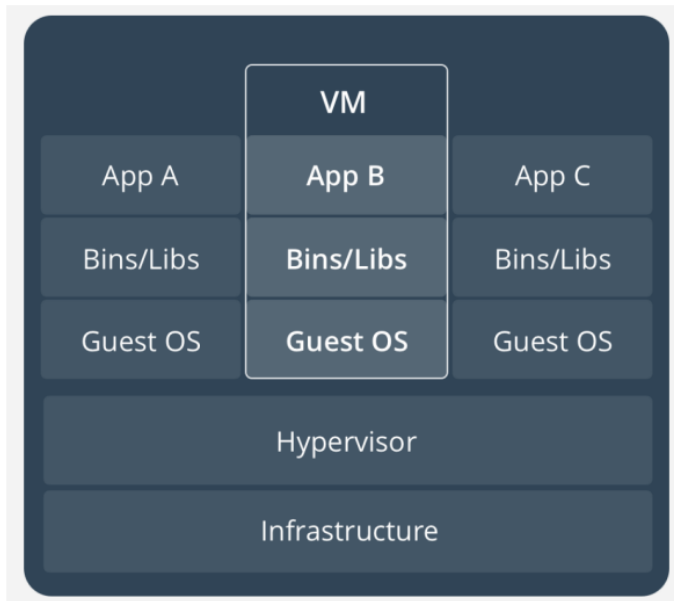 VM
App A
App B
App C
Bins/Libs
Bins/Libs
Bins/Libs
Guest OS
Guest OS
Guest OS
Hypervisor
Infrastructure